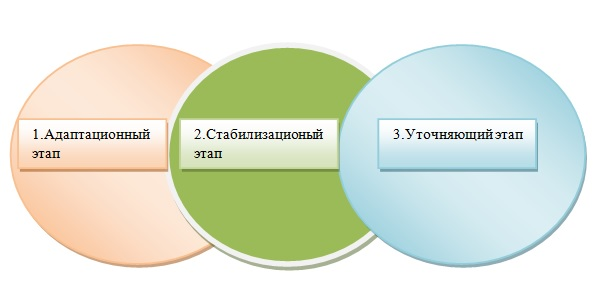 1.Адаптационный
этап
2.Стабилизационый
этап
3.Уточняющий этап